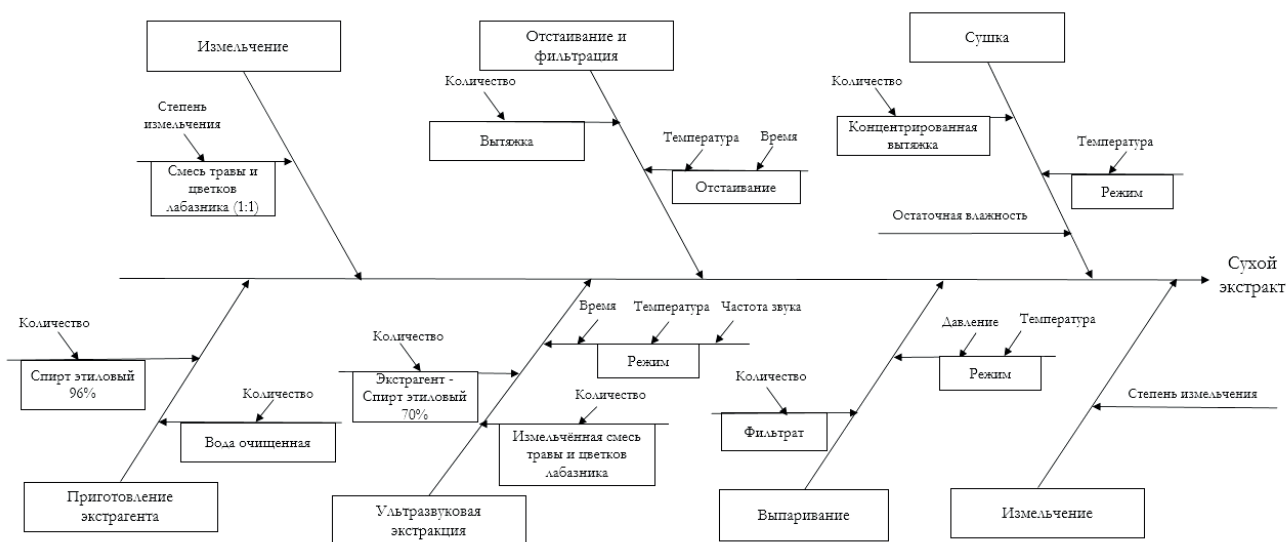 Измельчение
Отстаивание и
фильтрация
Сушка
Степень
измельчения
Смесь травы и
цветков
лабазника (1:1)
Количество
Вытяжка
Температура
Время
Отстаивание
Количество
Концентрированная
вытяжка
Температура
Режим
Остаточная влажность
Сухой
экстракт
Количество
Спирт этиловый
96%
Количество
Вода очищенная
Приготовление
экстрагента
Количество
Экстрагент -
Спирт этиловый
70%
Время
Температура
Частота звука
Режим
Количество
Измельчённая смесь
травы и цветков
лабазника
Ультразвуковая
экстракция
Количество
Фильтрат
Давление
Температура
Режим
Выпаривание
Степень измельчения
Измельчение